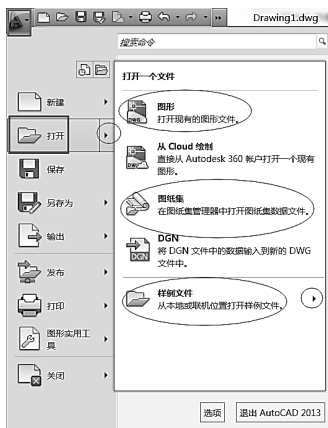 Drawing1.dwg
搜索命令
打开一个文件
新建
打开
保存
另存为
输出
发布
打印
图形实用工
具
关闭
DWG
图形
打开现有的图形文件。
DWG
从 Cloud 绘制
直接从 Autodesk 360 帐户打开一个现有
图形。
图纸集
在图纸集管理器中打开图纸集数据文件。
DGN
DGN
将 DGN 文件中的数据输入到新的 DWG
文件中。
样例文件
从本地或联机位置打开样例文件。
选项
退出 AutoCAD 2013